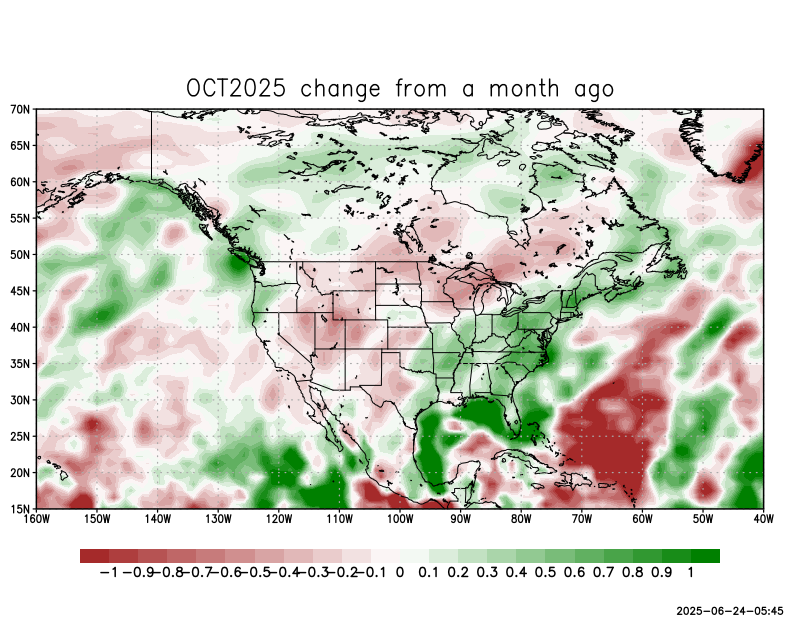 OCT2025 change from a month ago
70N
65N
60N
55N
50N
45N
40N
35N
30N
25N
20N
15N
160W 150W 140W 130W 120W 110W 100W 90W 80W 70W 60W 50W 40W
-1 -0.9 -0.8 -0.7 -0.6 -0.5 -0.4 -0.3 -0.2 -0.1 0 0.1 0.2 0.3 0.4 0.5 0.6 0.7 0.8 0.9 1
2025-06-24-05:45